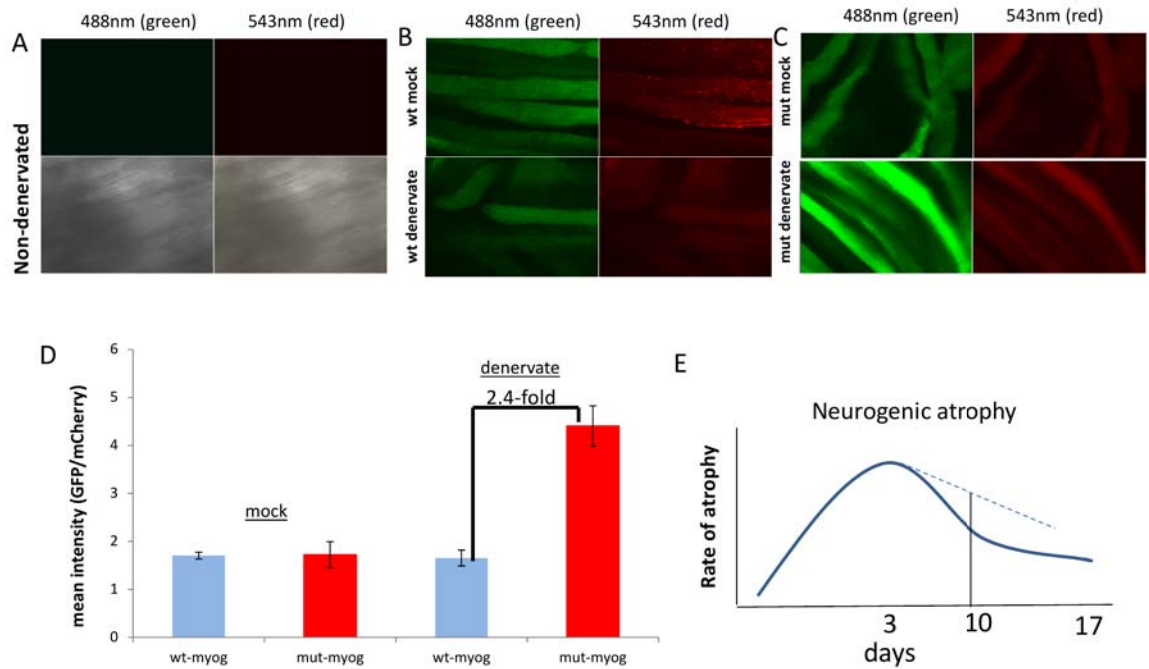 A
488nm (green) 543nm (red)
Non-denervated
B
488nm (green) 543nm (red)
wt mock
wt denervate
C
488nm (green) 543nm (red)
mut mock
mut denervate
D
mean intensity (GFP/mCherry)
6
5
4
3
2
1
0
mock
denervate
2.4-fold
wt-myog mut-myog wt-myog mut-myog
E
Neurogenic atrophy
Rate of atrophy
3 10 17
days